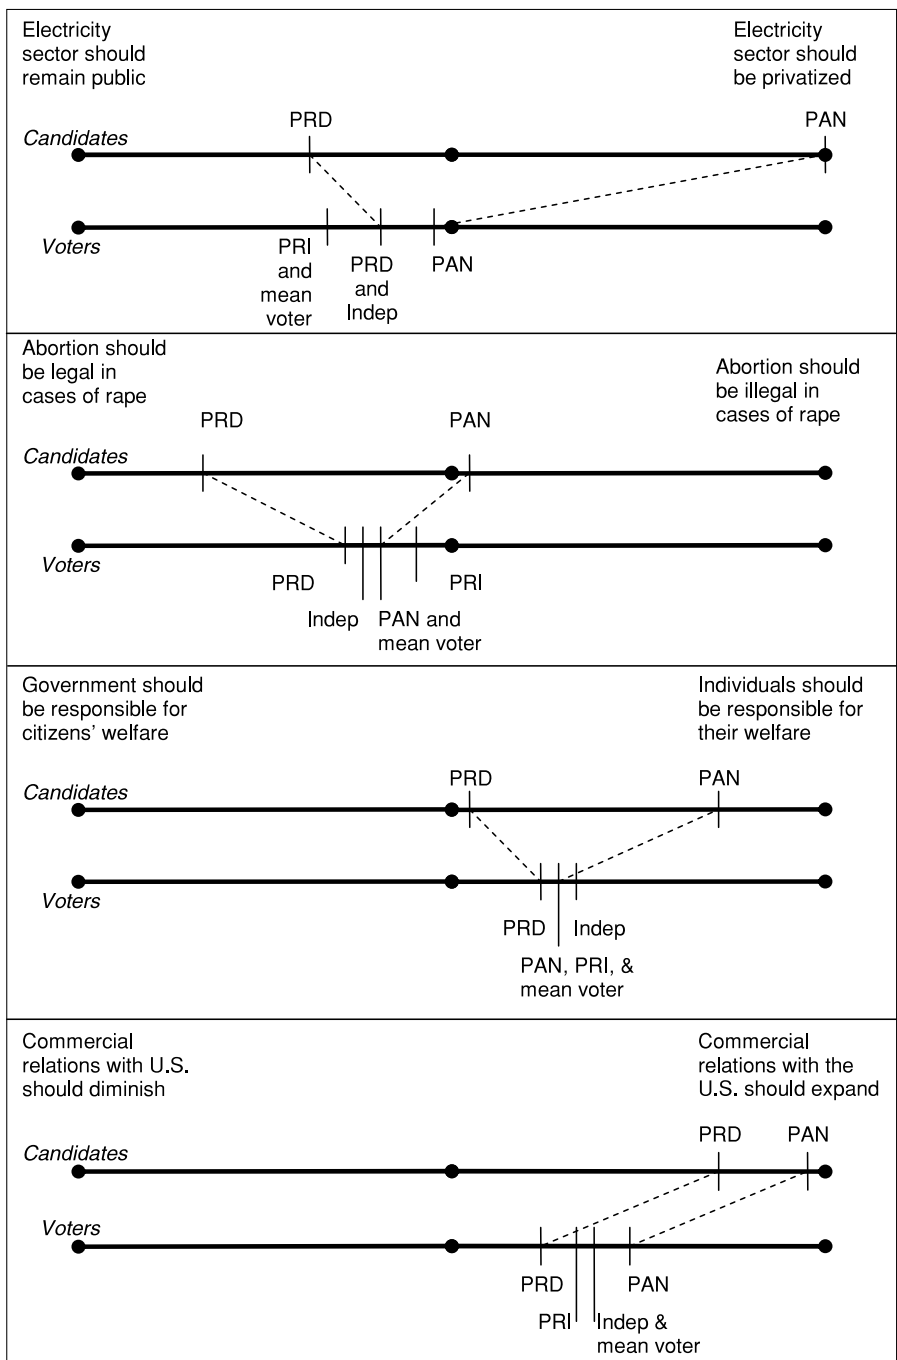 Electricity
sector should
remain public
Electricity
sector should
be privatized
PRD
PAN
Candidates
Voters
PRI
and
mean
voter
PRD
and
Indep
PAN
Abortion should
be legal in
cases of rape
Abortion should
be illegal in
cases of rape
PRD
PAN
Candidates
Voters
PRD
PRI
Indep
PAN and
mean voter
Government should
be responsible for
citizens' welfare
Individuals should
be responsible for
their welfare
PRD
PAN
Candidates
Voters
PRD
Indep
PAN, PRI, &
mean voter
Commercial
relations with U.S.
should diminish
Commercial
relations with the
U.S. should expand
PRD
PAN
Candidates
Voters
PRD
PAN
PRI
Indep &
mean voter